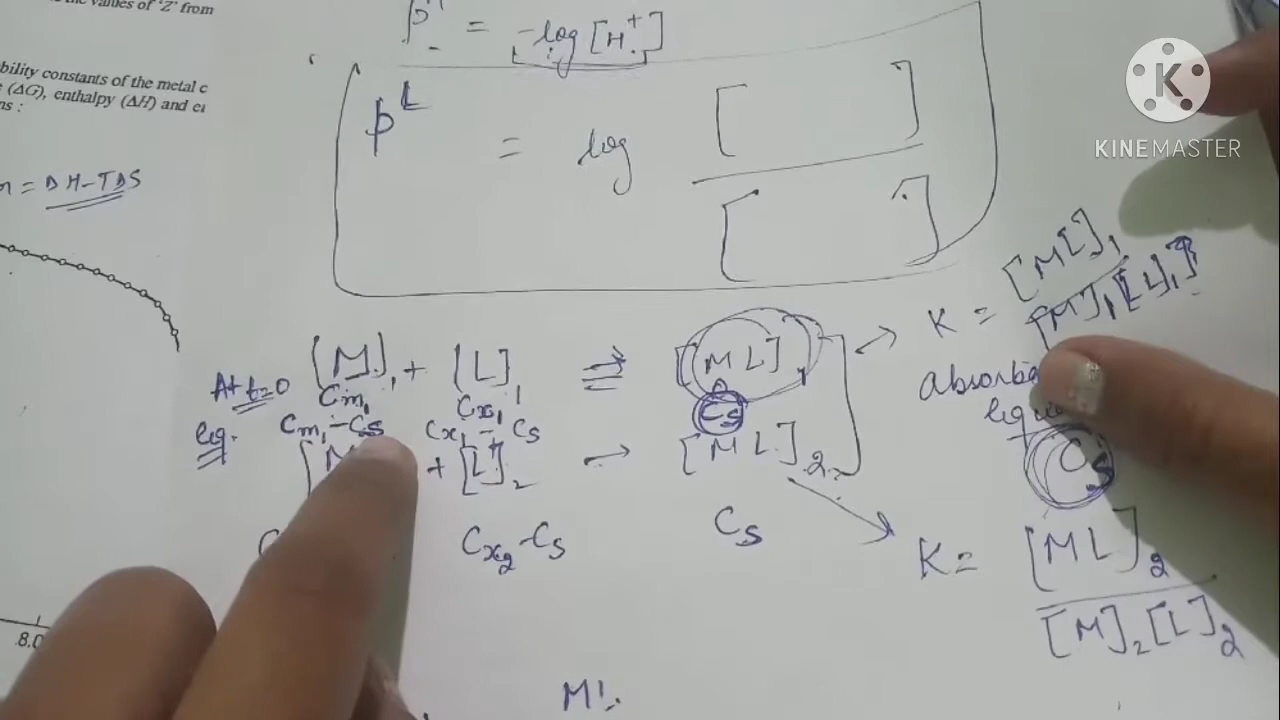 the values of 'Z' from
bility constants of the metal c
(ΔG), enthalpy (ΔH) and
ns :
= ΔH-TΔS
8.0
= -log [H+]
pL = log [ ] / [ ]
K
KINEMASTER
At t=0 [M]1 + [L]1 ⇌ [ML]1
Cm1 Cx1
eq. Cm1-Cs Cx1-Cs Cs
+ [L]2 → [ML]2
Cx2-Cs Cs
K = [ML]1 / [M]1[L]1
Cs
K = [ML]2 / [M]2[L]2